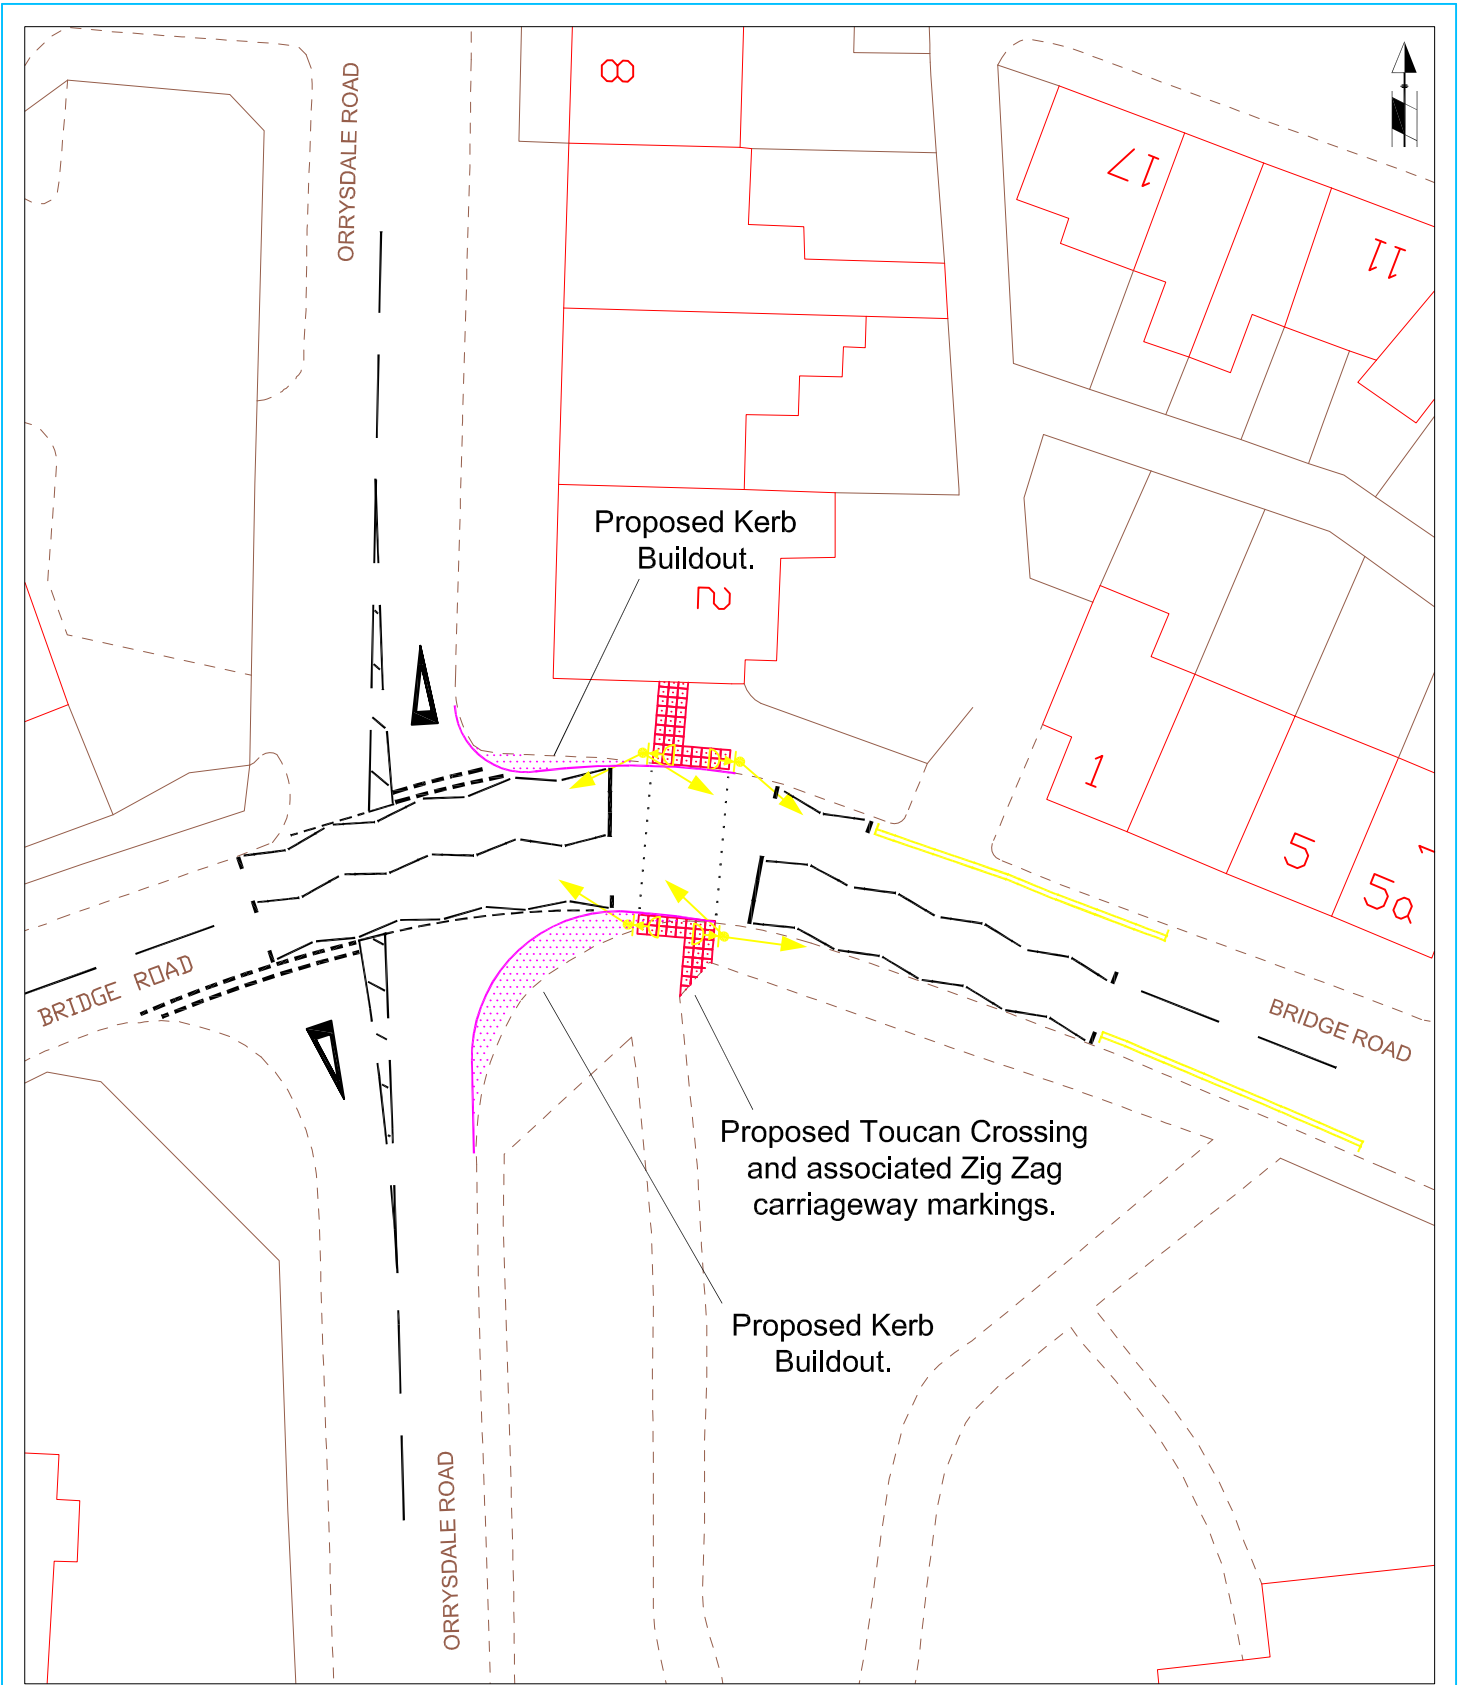 ORRYSDALE ROAD
8
17
11
Proposed Kerb
Buildout.
2
1
5
5a
1
BRIDGE ROAD
BRIDGE ROAD
Proposed Toucan Crossing
and associated Zig Zag
carriageway markings.
Proposed Kerb
Buildout.
ORRYSDALE ROAD